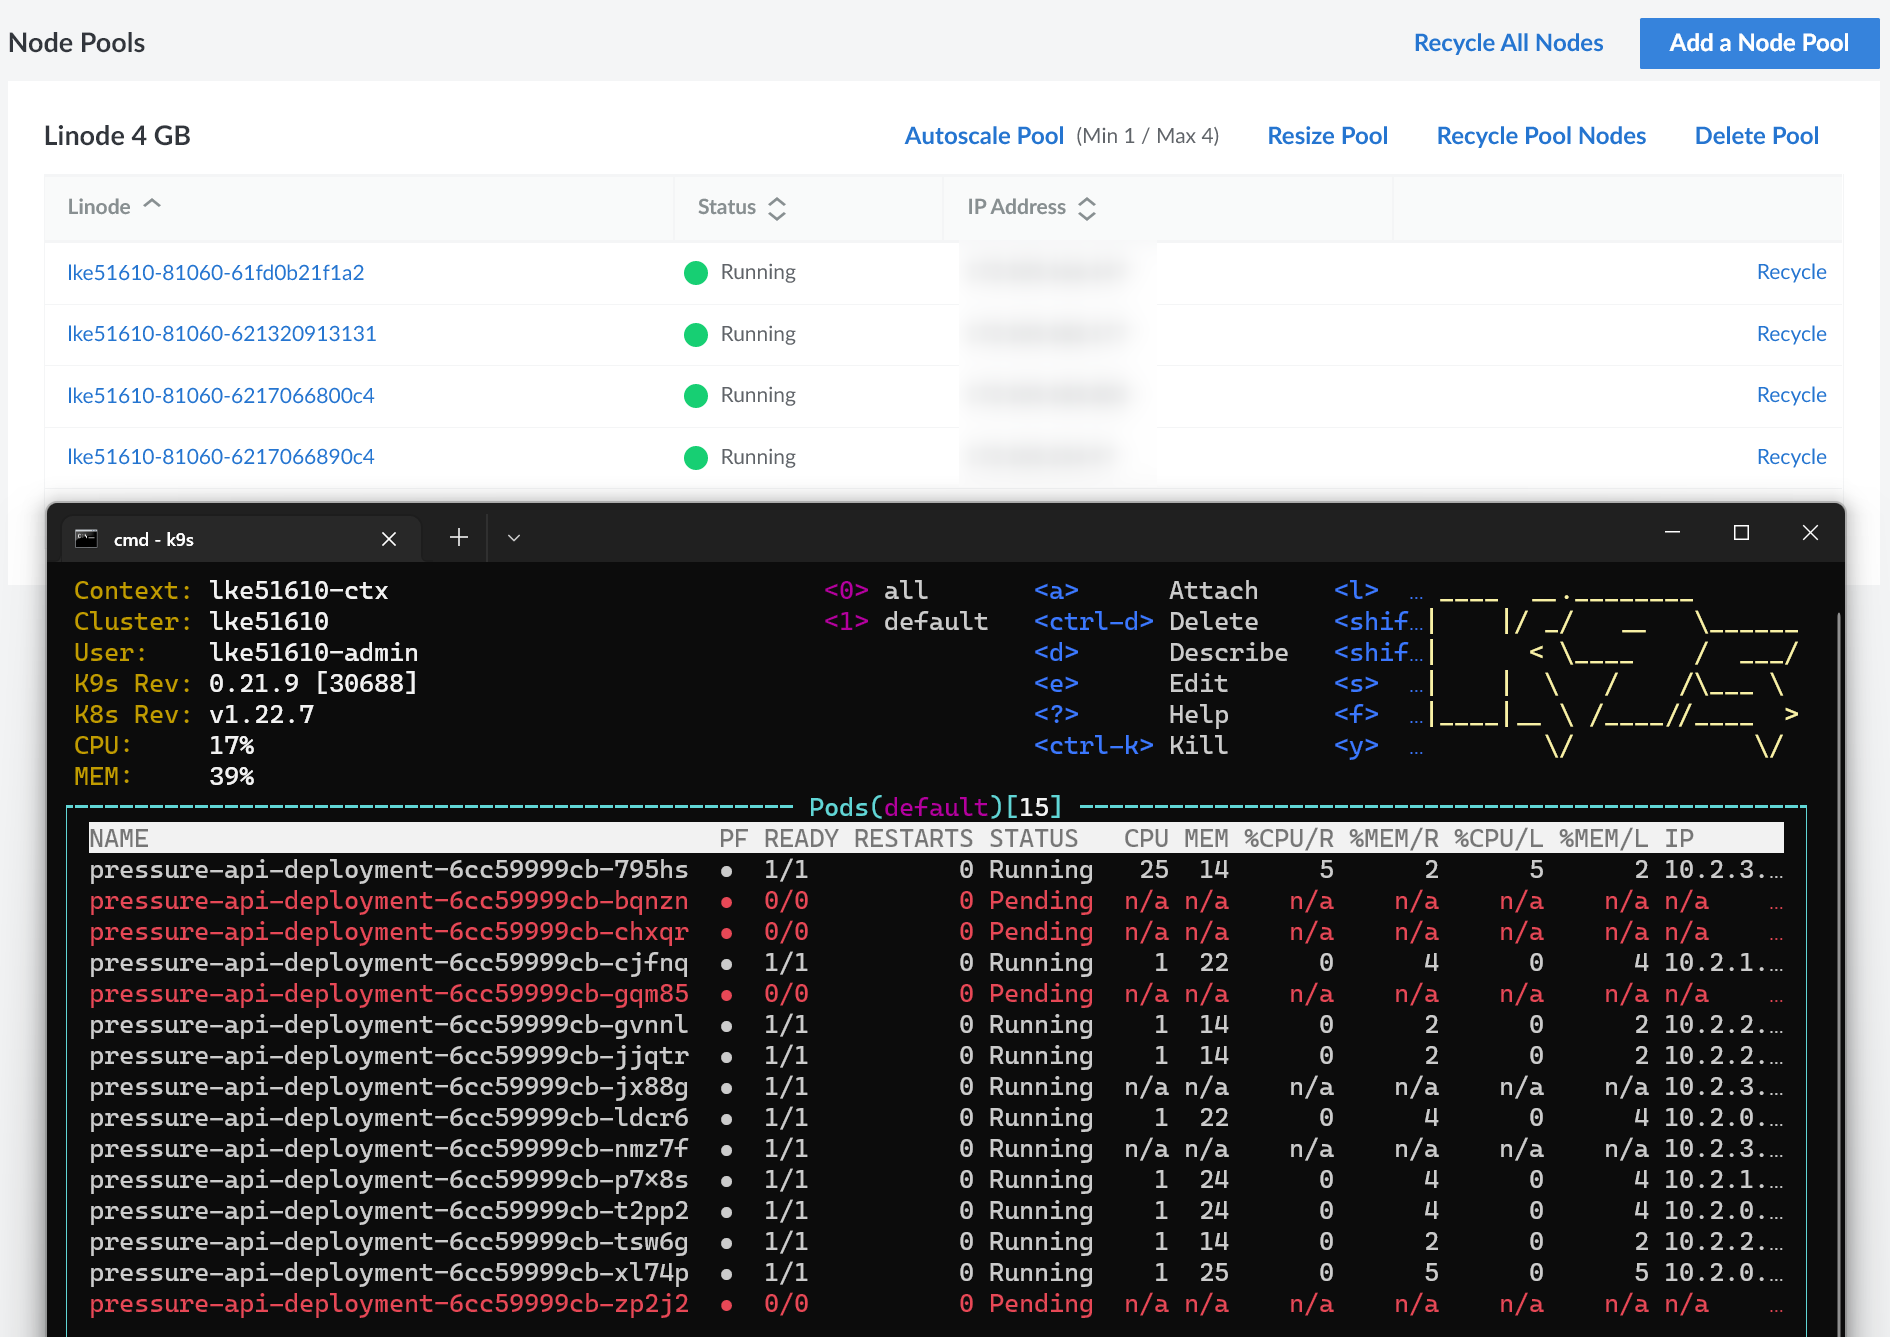 Node Pools Recycle All Nodes Add a Node Pool
Linode 4 GB Autoscale Pool (Min 1 / Max 4) Resize Pool Recycle Pool Nodes Delete Pool
Linode Status IP Address
lke51610-81060-61fd0b21f1a2 Running Recycle
lke51610-81060-621320913131 Running Recycle
lke51610-81060-6217066800c4 Running Recycle
lke51610-81060-6217066890c4 Running Recycle
cmd - k9s
Context: lke51610-ctx <0> all <a> Attach <l> …
Cluster: lke51610 <1> default <ctrl-d> Delete <shif…
User: lke51610-admin <d> Describe <shif…
K9s Rev: 0.21.9 [30688] <e> Edit <s> …
K8s Rev: v1.22.7 <?> Help <f> …
CPU: 17% <ctrl-k> Kill <y> …
MEM: 39%
Pods(default)[15]
NAME PF READY RESTARTS STATUS CPU MEM %CPU/R %MEM/R %CPU/L %MEM/L IP
pressure-api-deployment-6cc59999cb-795hs ● 1/1 0 Running 25 14 5 2 5 2 10.2.3.…
pressure-api-deployment-6cc59999cb-bqnzn ● 0/0 0 Pending n/a n/a n/a n/a n/a n/a n/a …
pressure-api-deployment-6cc59999cb-chxqr ● 0/0 0 Pending n/a n/a n/a n/a n/a n/a n/a …
pressure-api-deployment-6cc59999cb-cjfnq ● 1/1 0 Running 1 22 0 4 0 4 10.2.1.…
pressure-api-deployment-6cc59999cb-gqm85 ● 0/0 0 Pending n/a n/a n/a n/a n/a n/a n/a …
pressure-api-deployment-6cc59999cb-gvnnl ● 1/1 0 Running 1 14 0 2 0 2 10.2.2.…
pressure-api-deployment-6cc59999cb-jjqtr ● 1/1 0 Running 1 14 0 2 0 2 10.2.2.…
pressure-api-deployment-6cc59999cb-jx88g ● 1/1 0 Running n/a n/a n/a n/a n/a n/a 10.2.3.…
pressure-api-deployment-6cc59999cb-ldcr6 ● 1/1 0 Running 1 22 0 4 0 4 10.2.0.…
pressure-api-deployment-6cc59999cb-nmz7f ● 1/1 0 Running n/a n/a n/a n/a n/a n/a 10.2.3.…
pressure-api-deployment-6cc59999cb-p7x8s ● 1/1 0 Running 1 24 0 4 0 4 10.2.1.…
pressure-api-deployment-6cc59999cb-t2pp2 ● 1/1 0 Running 1 24 0 4 0 4 10.2.0.…
pressure-api-deployment-6cc59999cb-tsw6g ● 1/1 0 Running 1 14 0 2 0 2 10.2.2.…
pressure-api-deployment-6cc59999cb-xl74p ● 1/1 0 Running 1 25 0 5 0 5 10.2.0.…
pressure-api-deployment-6cc59999cb-zp2j2 ● 0/0 0 Pending n/a n/a n/a n/a n/a n/a n/a …